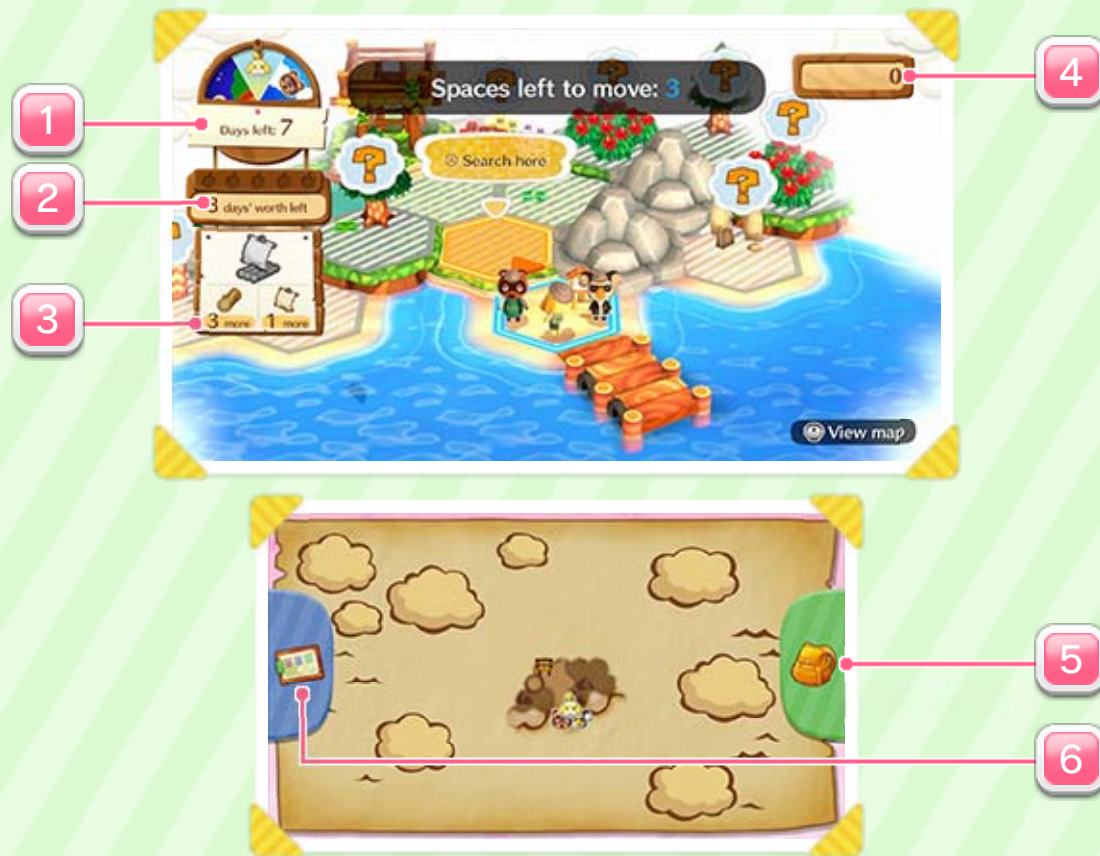 1
2
3
4
5
6
Days left: 7
3 days' worth left
3 more
1 more
Spaces left to move: 3
Search here
0
View map